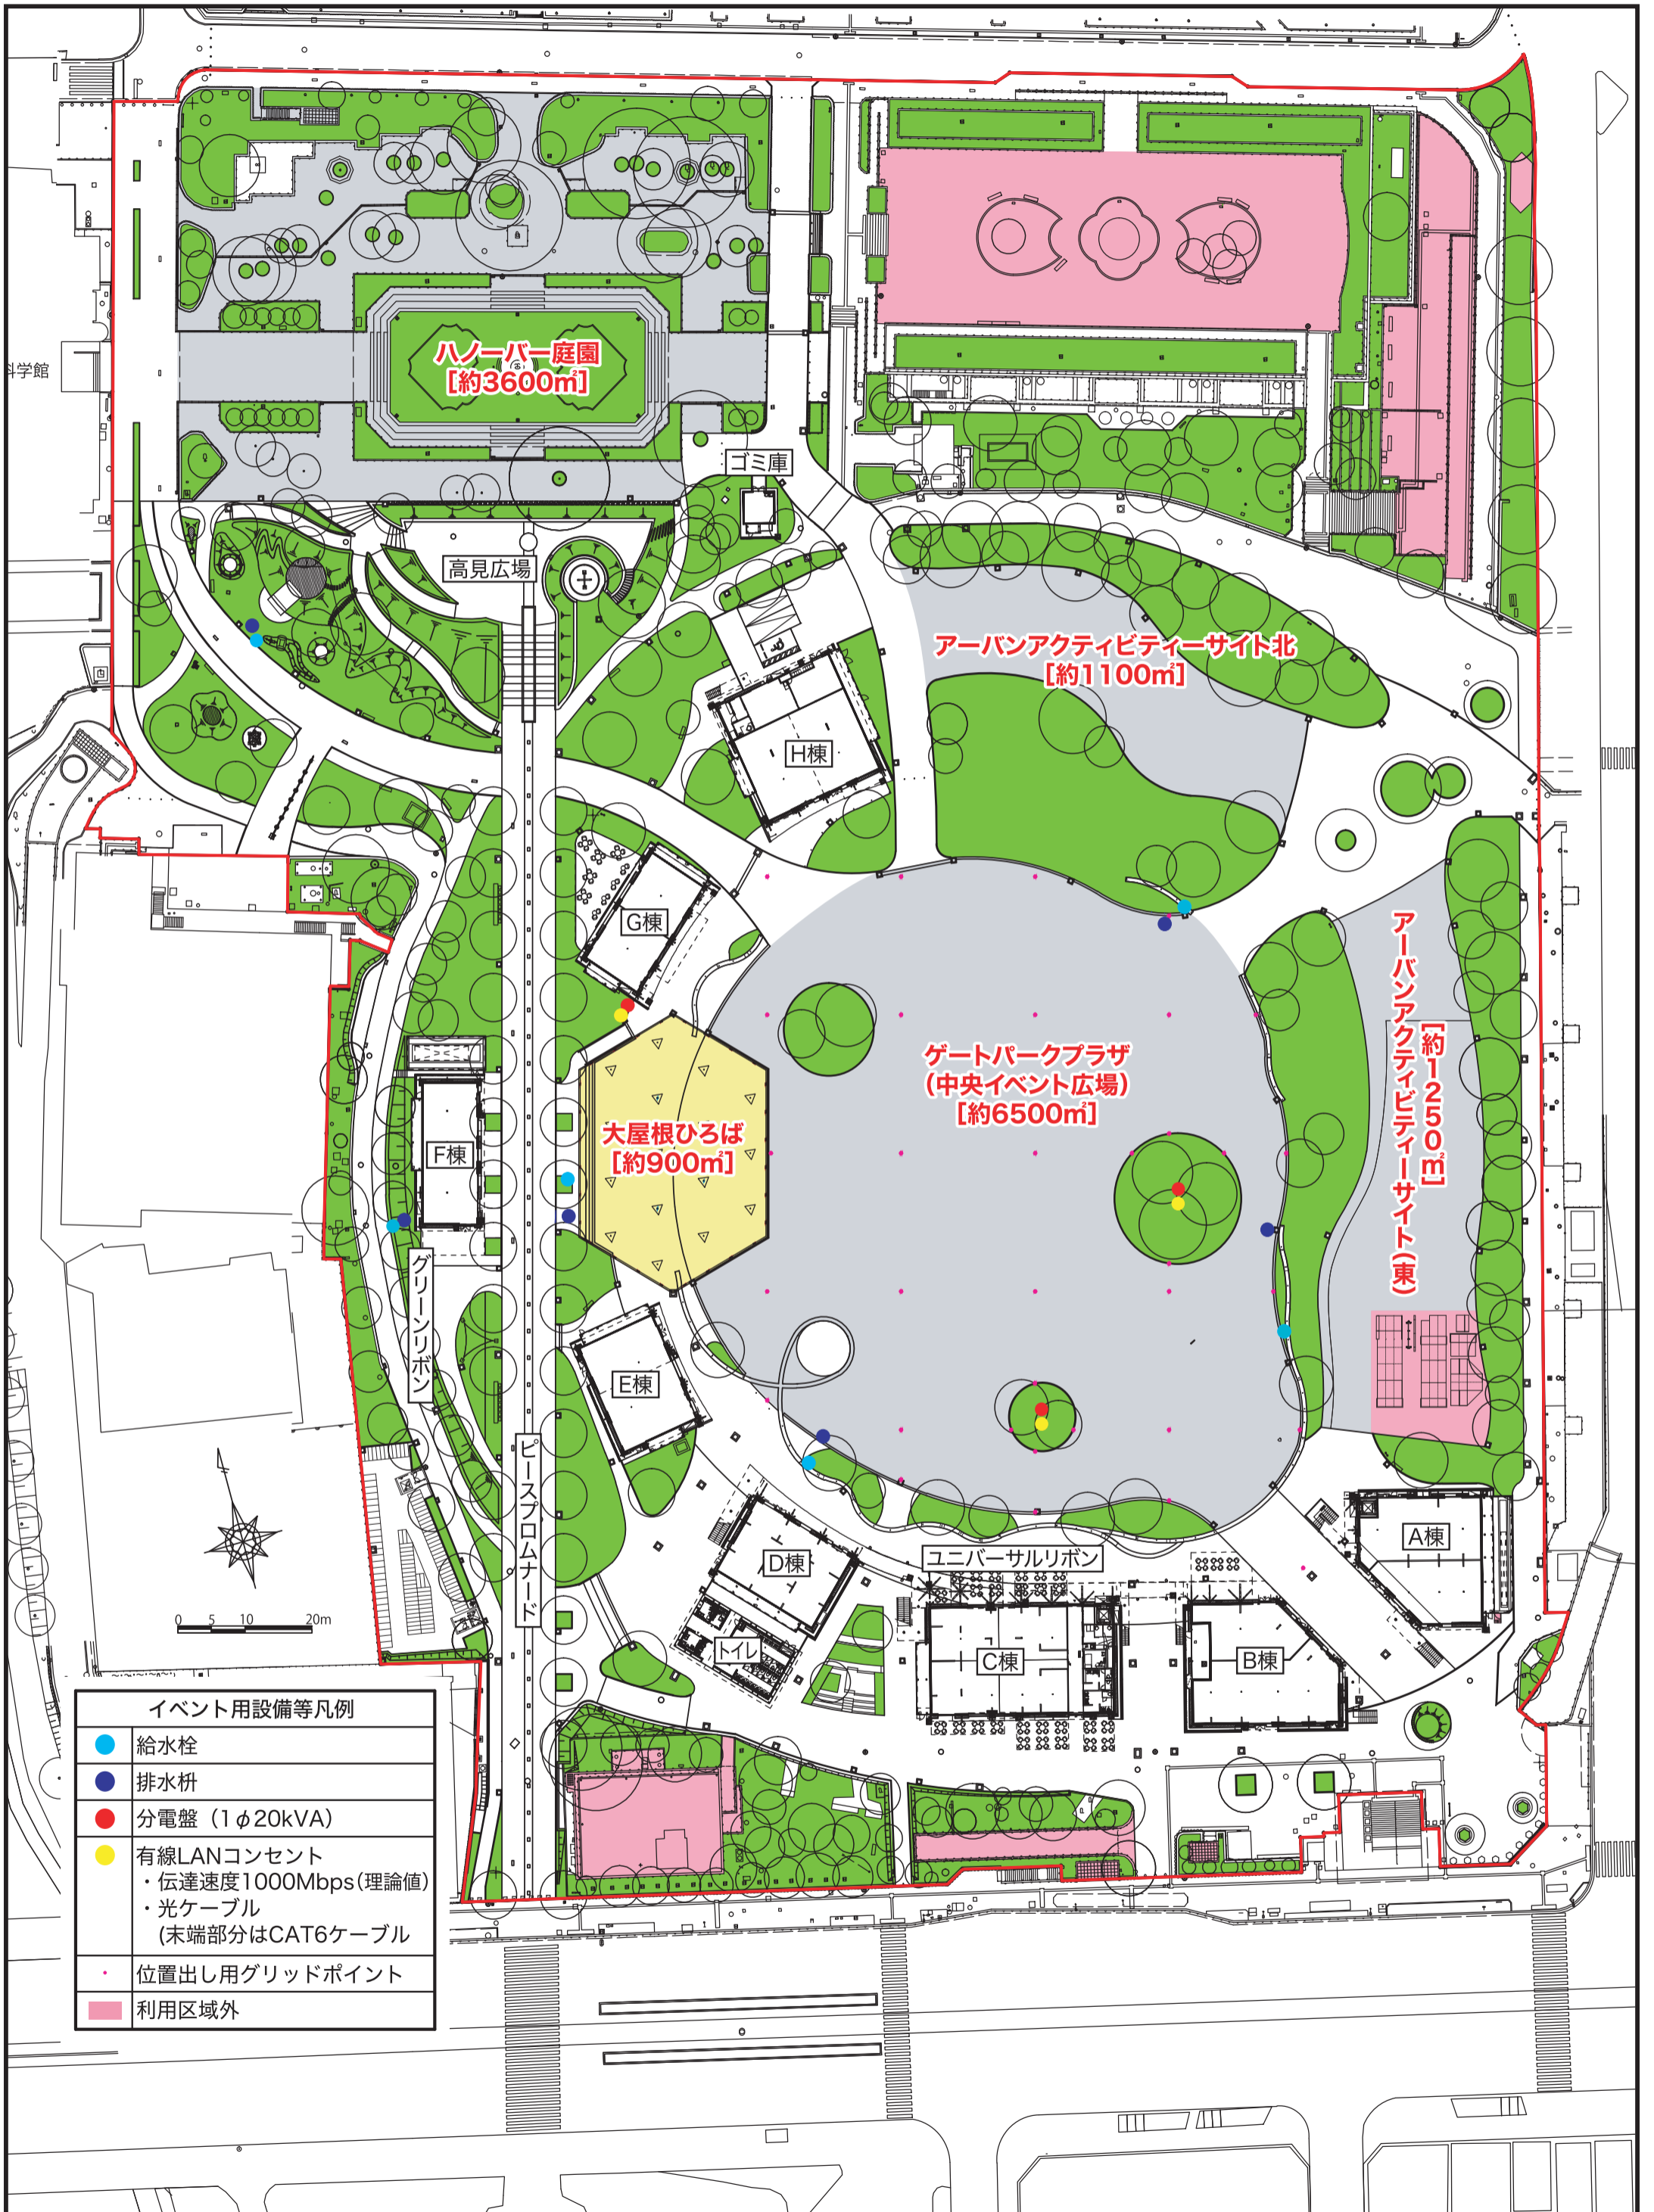 ハノーバー庭園
［約3600㎡］
科学館
ゴミ庫
高見広場
アーバンアクティビティーサイト北
［約1100㎡］
H棟
G棟
ゲートパークプラザ
（中央イベント広場）
［約6500㎡］
アーバンアクティビティーサイト（東）
［約1250㎡］
大屋根ひろば
［約900㎡］
F棟
グリーンリボン
E棟
ピースプロムナード
D棟
トイレ
ユニバーサルリボン
A棟
C棟
B棟
0 5 10 20m
イベント用設備等凡例
給水栓
排水枡
分電盤（1φ20kVA）
有線LANコンセント
・伝達速度1000Mbps（理論値）
・光ケーブル
(末端部分はCAT6ケーブル
位置出し用グリッドポイント
利用区域外